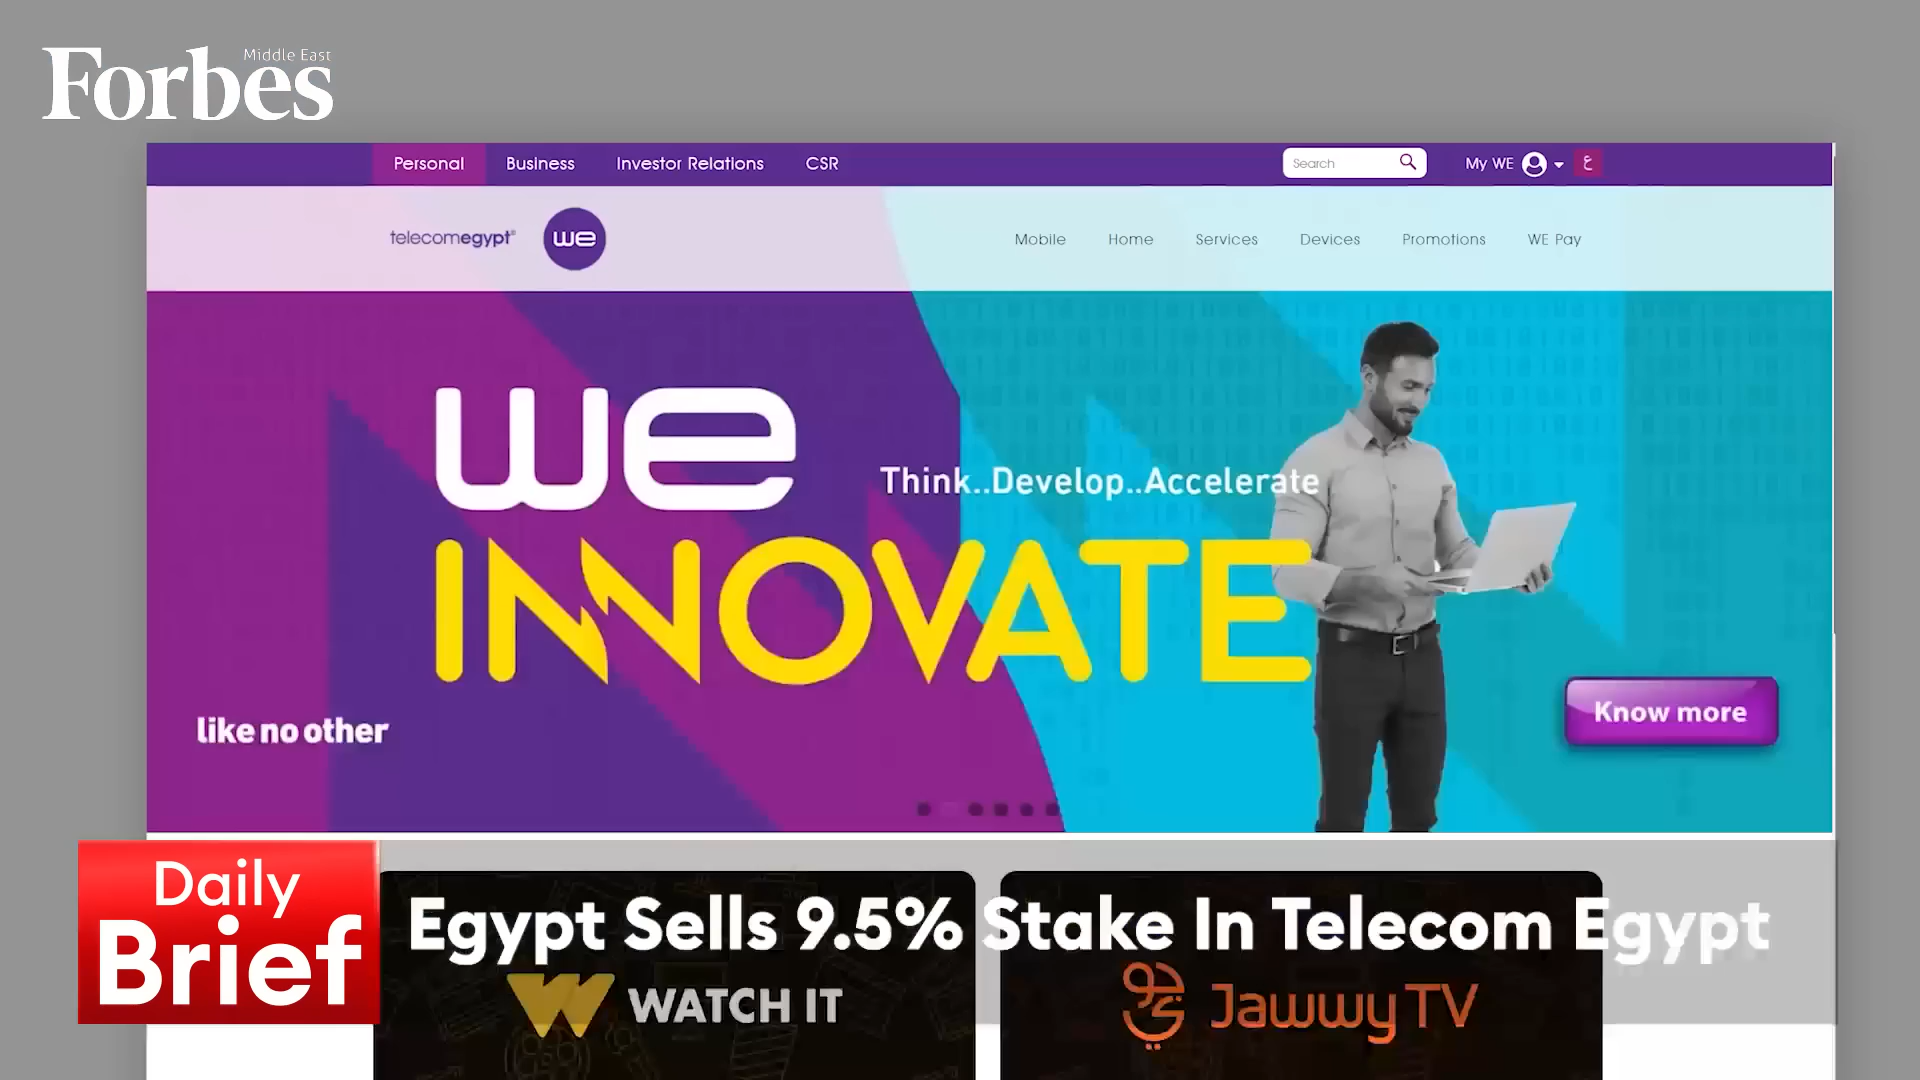 Middle East
Forbes
Personal Business Investor Relations CSR Search My WE ع
telecomegypt we Mobile Home Services Devices Promotions WE Pay
we
Think..Develop..Accelerate
INNOVATE
Know more
like no other
Daily
Brief
Egypt Sells 9.5% Stake In Telecom Egypt
WATCH IT
Jawwy TV